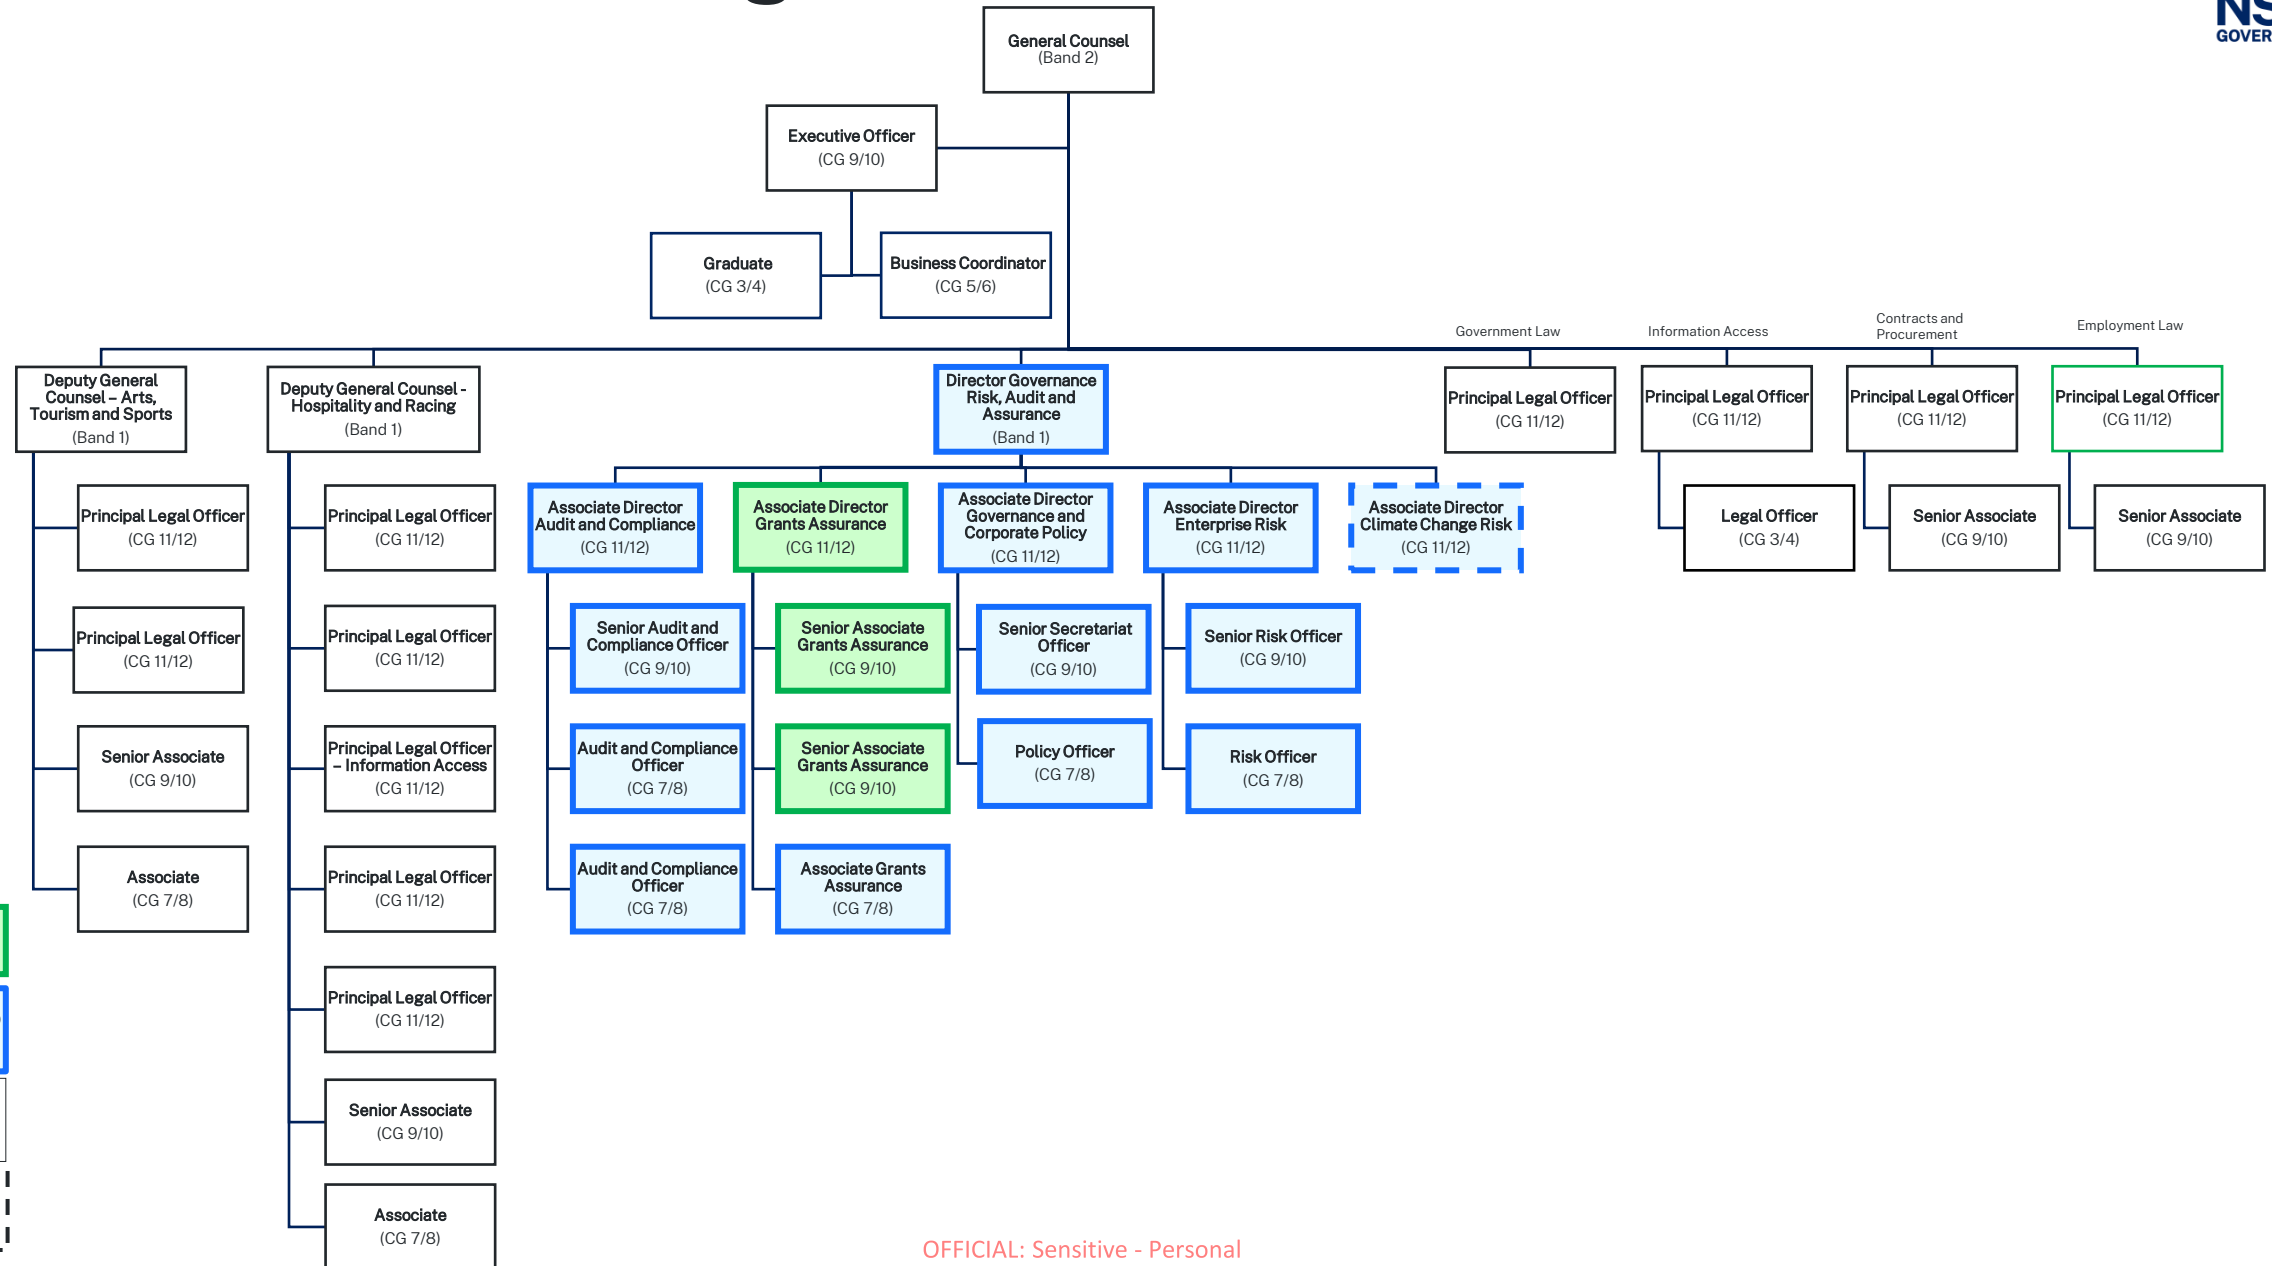 GOVER
General Counsel
(Band 2)
Executive Officer
(CG 9/10)
Graduate
(CG 3/4)
Business Coordinator
(CG 5/6)
Government Law
Information Access
Contracts and
Procurement
Employment Law
Deputy General
Counsel – Arts,
Tourism and Sports
(Band 1)
Deputy General Counsel -
Hospitality and Racing
(Band 1)
Director Governance
Risk, Audit and
Assurance
(Band 1)
Principal Legal Officer
(CG 11/12)
Principal Legal Officer
(CG 11/12)
Principal Legal Officer
(CG 11/12)
Principal Legal Officer
(CG 11/12)
Principal Legal Officer
(CG 11/12)
Principal Legal Officer
(CG 11/12)
Associate Director
Audit and Compliance
(CG 11/12)
Associate Director
Grants Assurance
(CG 11/12)
Associate Director
Governance and
Corporate Policy
(CG 11/12)
Associate Director
Enterprise Risk
(CG 11/12)
Associate Director
Climate Change Risk
(CG 11/12)
Legal Officer
(CG 3/4)
Senior Associate
(CG 9/10)
Senior Associate
(CG 9/10)
Principal Legal Officer
(CG 11/12)
Principal Legal Officer
(CG 11/12)
Senior Audit and
Compliance Officer
(CG 9/10)
Senior Associate
Grants Assurance
(CG 9/10)
Senior Secretariat
Officer
(CG 9/10)
Senior Risk Officer
(CG 9/10)
Senior Associate
(CG 9/10)
Principal Legal Officer
– Information Access
(CG 11/12)
Audit and Compliance
Officer
(CG 7/8)
Senior Associate
Grants Assurance
(CG 9/10)
Policy Officer
(CG 7/8)
Risk Officer
(CG 7/8)
Associate
(CG 7/8)
Principal Legal Officer
(CG 11/12)
Audit and Compliance
Officer
(CG 7/8)
Associate Grants
Assurance
(CG 7/8)
Principal Legal Officer
(CG 11/12)
Senior Associate
(CG 9/10)
Associate
(CG 7/8)
OFFICIAL: Sensitive - Personal